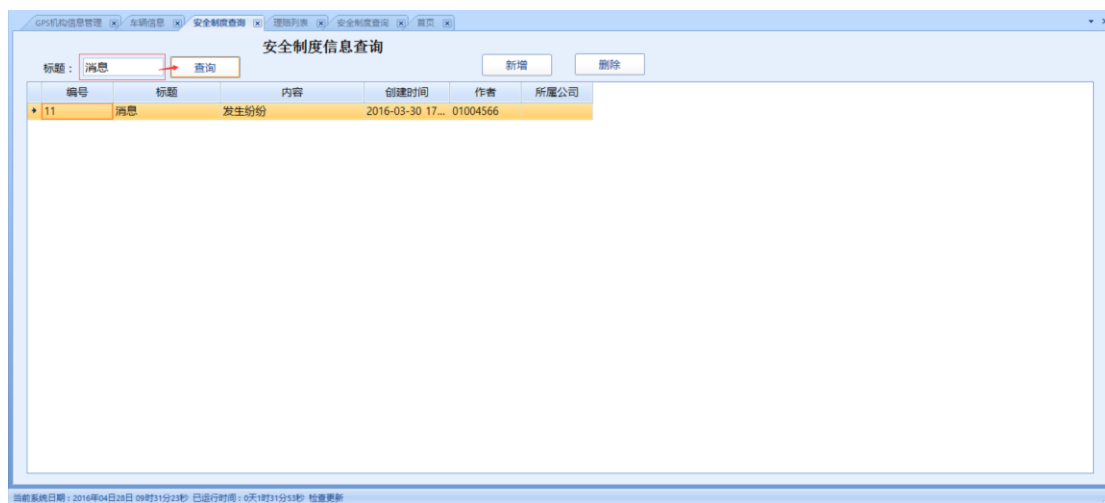 GPS机构信息管理 车辆信息 安全制度查询 理赔列表 安全制度查询 首页
安全制度信息查询
标题： 消息 查询 新增 删除
编号 标题 内容 创建时间 作者 所属公司
11 消息 发生纷纷 2016-03-30 17... 01004566
当前系统日期：2016年04日28日 09时31分23秒 已运行时间：0天1时31分53秒 检查更新